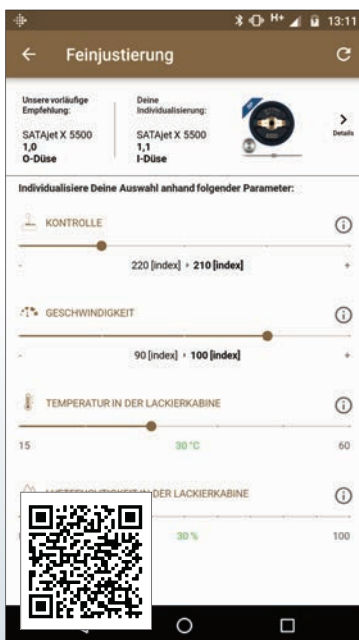 13:11
Feinjustierung
Unsere vorläufige
Empfehlung:
SATAjet X 5500
1,0
O-Düse
Deine
Individualisierung:
SATAjet X 5500
1,1
I-Düse
Details
Individualisiere Deine Auswahl anhand folgender Parameter:
KONTROLLE
- 220 [index] › 210 [index] +
GESCHWINDIGKEIT
- 90 [index] › 100 [index] +
TEMPERATUR IN DER LACKIERKABINE
15 30 °C 60
DER LACKIERKABINE
30 % 100